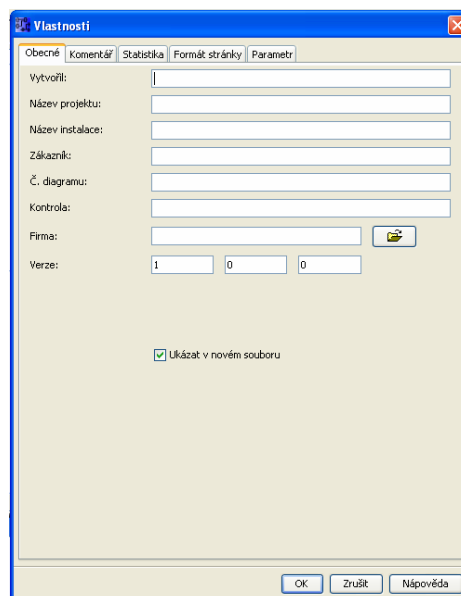 Vlastnosti
Obecné Komentář Statistika Formát stránky Parametr
Vytvořil:
Název projektu:
Název instalace:
Zákazník:
Č. diagramu:
Kontrola:
Firma:
Verze: 1 0 0
Ukázat v novém souboru
OK Zrušit Nápověda